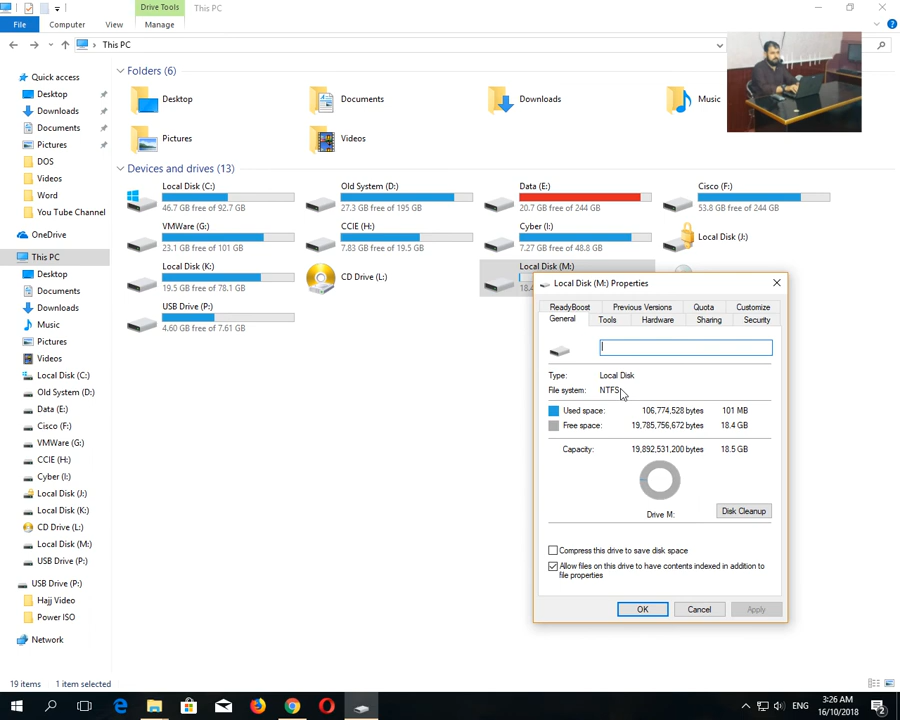 Drive Tools
This PC
File
Computer
View
Manage
This PC
Quick access
Desktop
Downloads
Documents
Pictures
DOS
Videos
Word
You Tube Channel
OneDrive
This PC
Desktop
Documents
Downloads
Music
Pictures
Videos
Local Disk (C:)
Old System (D:)
Data (E:)
Cisco (F:)
VMWare (G:)
CCIE (H:)
Cyber (I:)
Local Disk (J:)
Local Disk (K:)
CD Drive (L:)
Local Disk (M:)
USB Drive (P:)
USB Drive (P:)
Hajj Video
Power ISO
Network
Folders (6)
Desktop
Documents
Downloads
Music
Pictures
Videos
Devices and drives (13)
Local Disk (C:)
46.7 GB free of 92.7 GB
Old System (D:)
27.3 GB free of 195 GB
Data (E:)
20.7 GB free of 244 GB
Cisco (F:)
53.8 GB free of 244 GB
VMWare (G:)
23.1 GB free of 101 GB
CCIE (H:)
7.83 GB free of 19.5 GB
Cyber (I:)
7.27 GB free of 48.8 GB
Local Disk (J:)
Local Disk (K:)
19.5 GB free of 78.1 GB
CD Drive (L:)
Local Disk (M:)
18.4
USB Drive (P:)
4.60 GB free of 7.61 GB
Local Disk (M:) Properties
ReadyBoost
Previous Versions
Quota
Customize
General
Tools
Hardware
Sharing
Security
Type: Local Disk
File system: NTFS
Used space: 106,774,528 bytes 101 MB
Free space: 19,785,756,672 bytes 18.4 GB
Capacity: 19,892,531,200 bytes 18.5 GB
Drive M:
Disk Cleanup
Compress this drive to save disk space
Allow files on this drive to have contents indexed in addition to
file properties
OK
Cancel
Apply
19 items
1 item selected
ENG
3:26 AM
16/10/2018
2